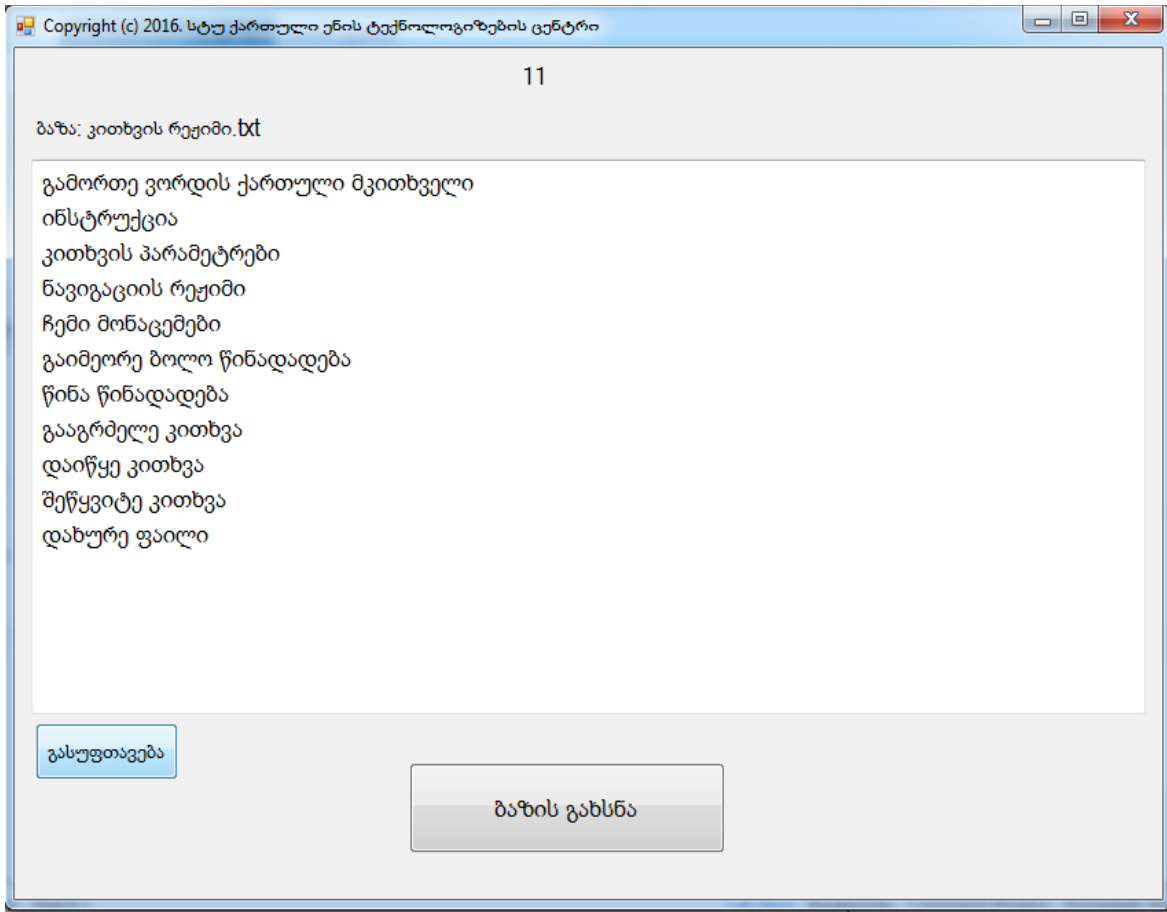 Copyright (c) 2016. სტუ ქართული ენის ტექნოლოგიზების ცენტრი
11
ბაზა: კითხვის რეჟიმი.txt
გამორთე ვორდის ქართული მკითხველი
ინსტრუქცია
კითხვის პარამეტრები
ნავიგაციის რეჟიმი
ჩემი მონაცემები
გაიმეორე ბოლო წინადადება
წინა წინადადება
გააგრძელე კითხვა
დაიწყე კითხვა
შეწყვიტე კითხვა
დახურე ფაილი
გასუფთავება
ბაზის გახსნა